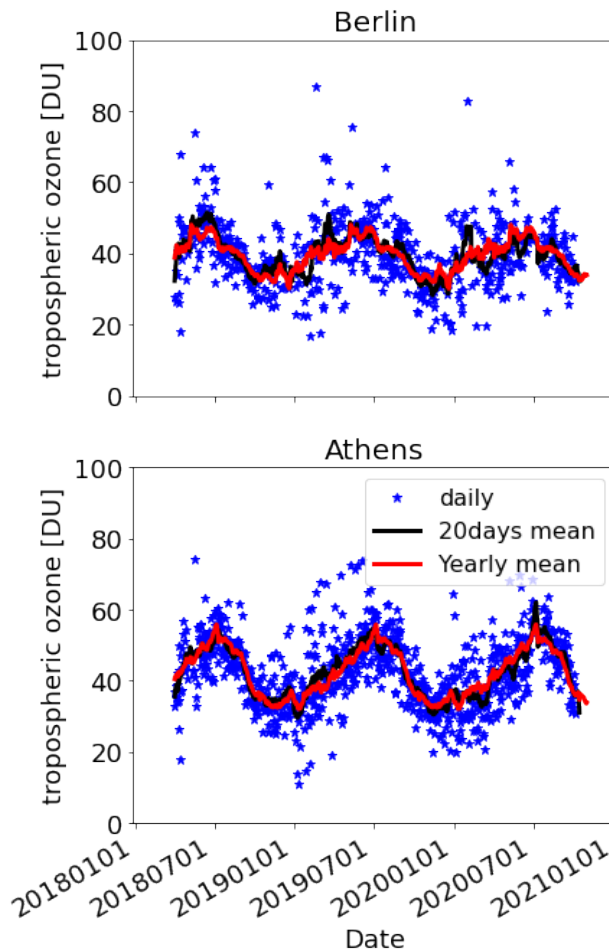 Berlin
tropospheric ozone [DU]
100
80
60
40
20
0
Athens
tropospheric ozone [DU]
100
80
60
40
20
0
daily
20days mean
Yearly mean
20180101
20180701
20190101
20190701
20200101
20200701
20210101
Date